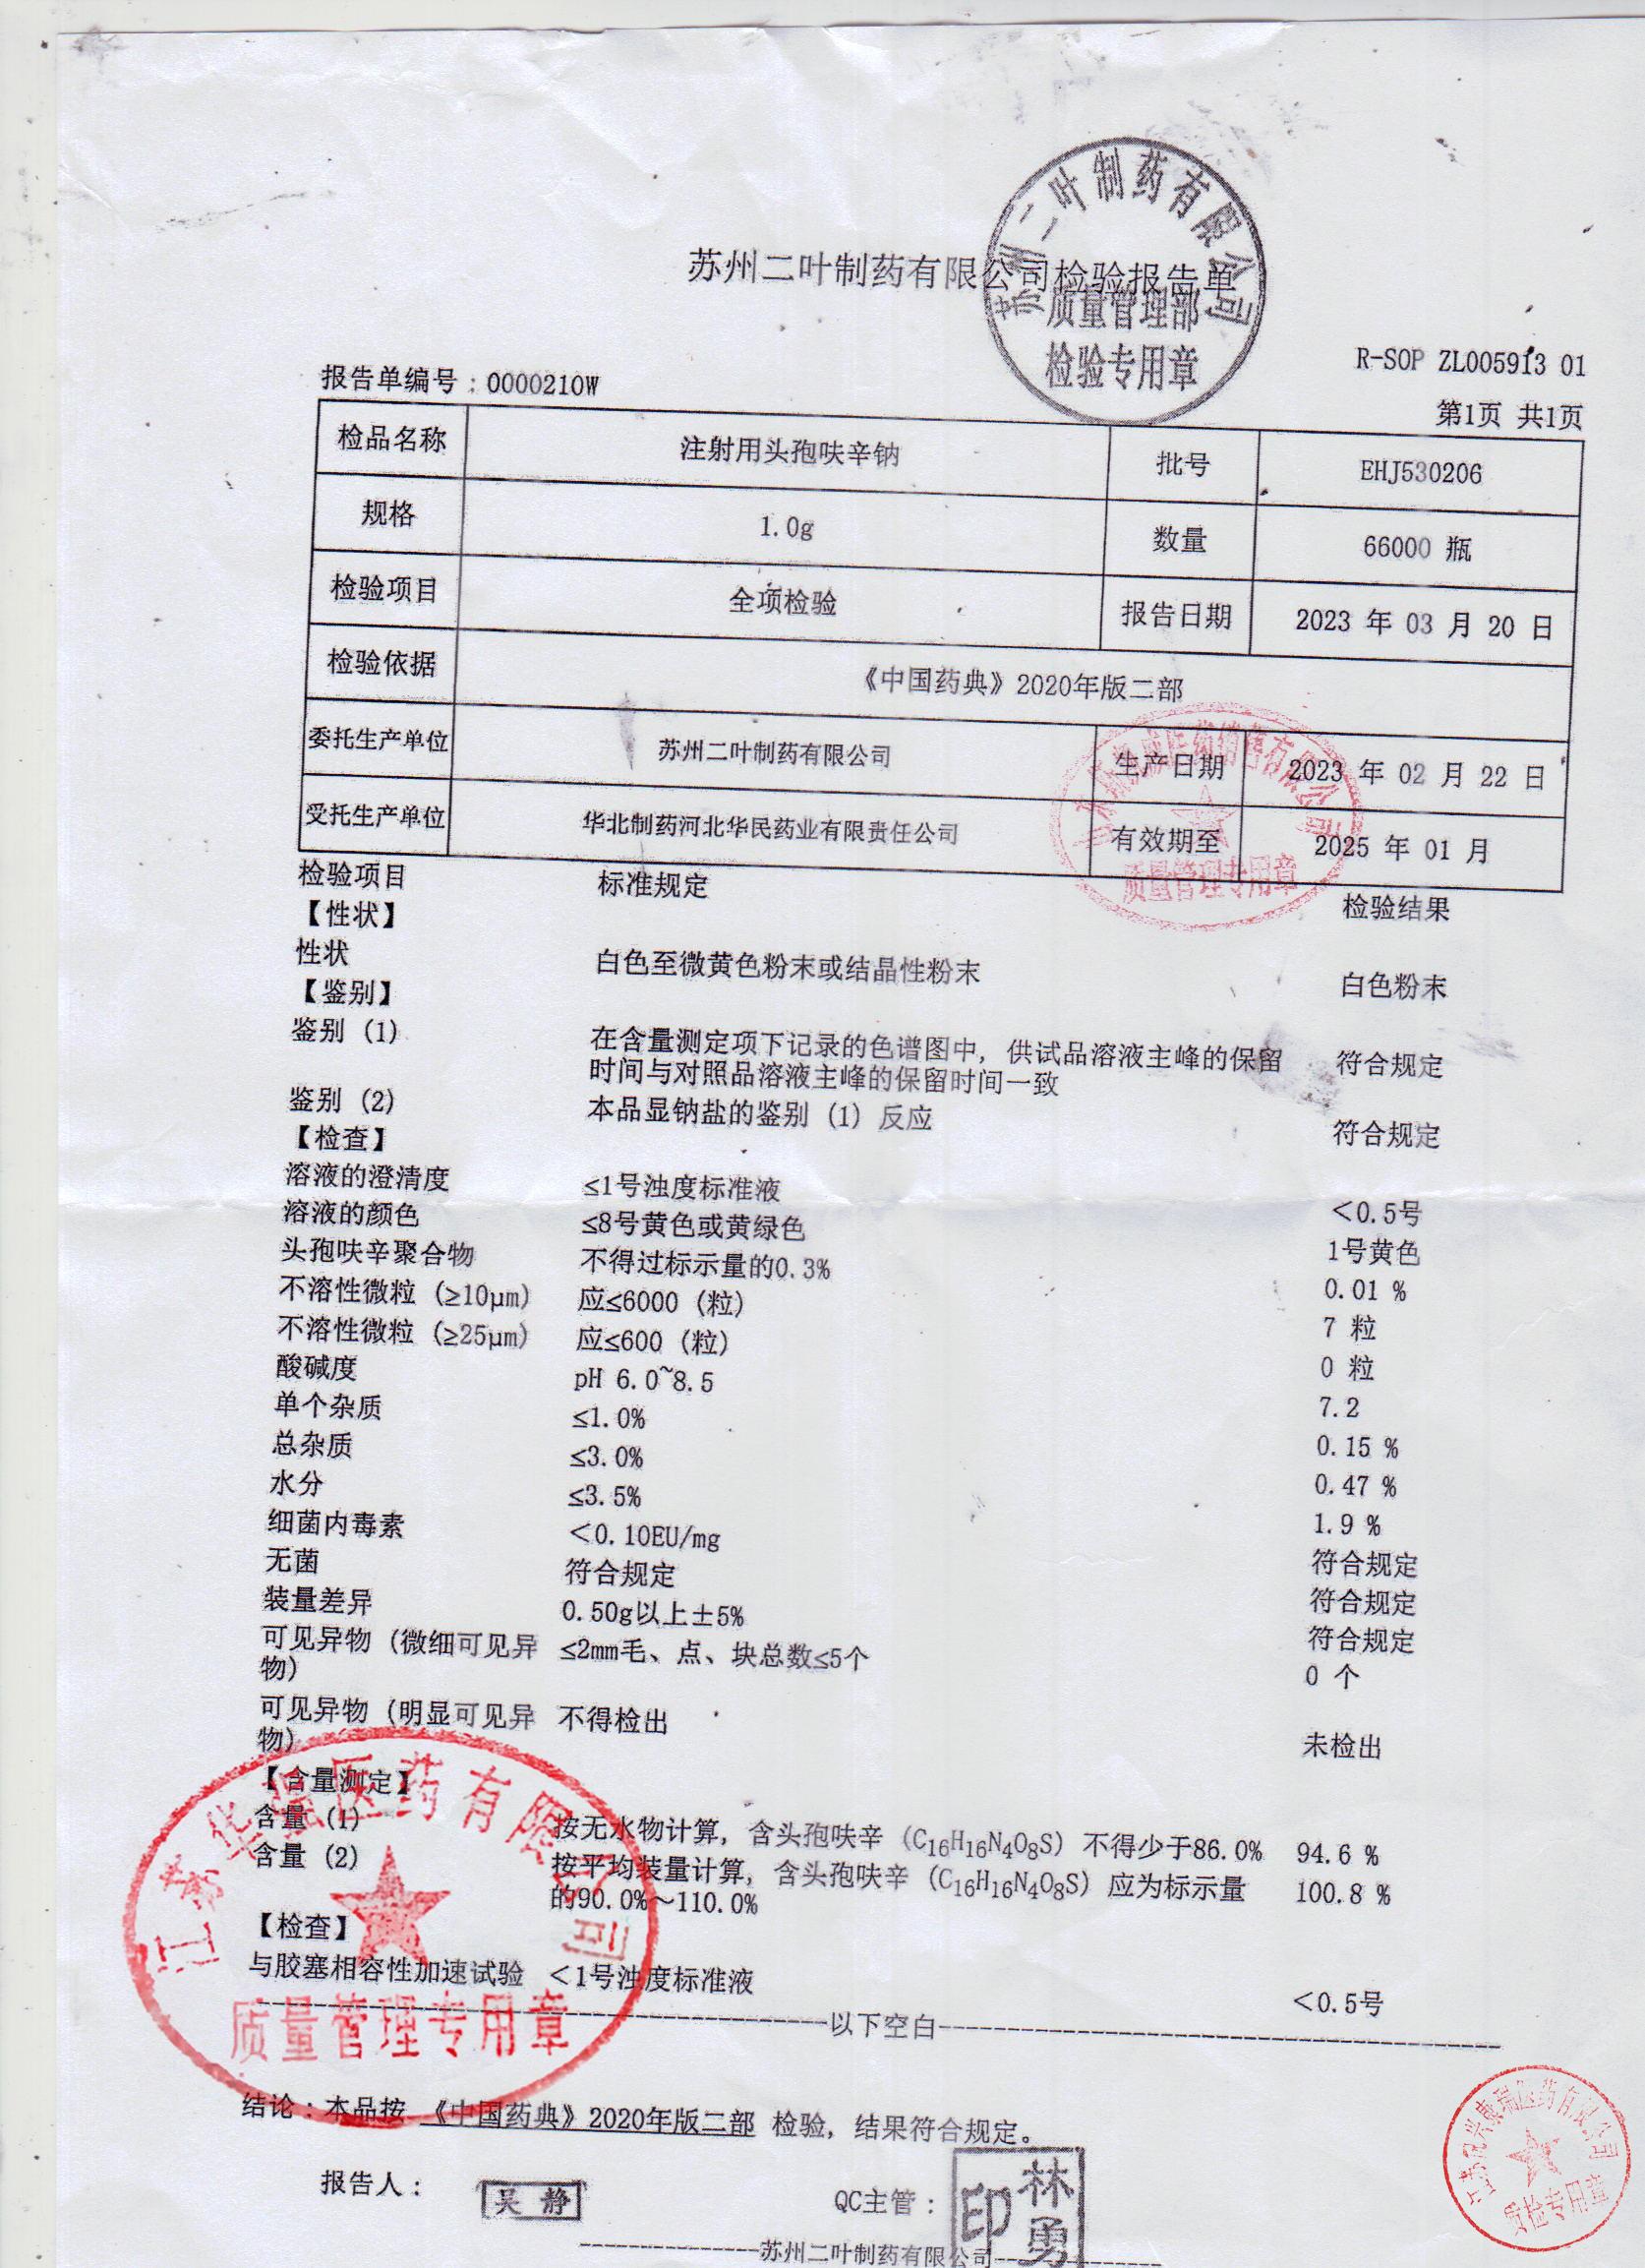 苏州二叶制药有限公司检验报告单
苏州二叶制药有限公司
质量管理部
检验专用章
R-SOP ZL005913 01
报告单编号：0000210W
第1页 共1页
检品名称 注射用头孢呋辛钠 批号 EHJ530206
规格 1.0g 数量 66000 瓶
检验项目 全项检验 报告日期 2023 年 03 月 20 日
检验依据 《中国药典》2020年版二部
委托生产单位 苏州二叶制药有限公司 生产日期 2023 年 02 月 22 日
受托生产单位 华北制药河北华民药业有限责任公司 有效期至 2025 年 01 月
质量管理专用章
检验项目 标准规定 检验结果
【性状】
性状 白色至微黄色粉末或结晶性粉末 白色粉末
【鉴别】
鉴别（1） 在含量测定项下记录的色谱图中，供试品溶液主峰的保留 符合规定
时间与对照品溶液主峰的保留时间一致
鉴别（2） 本品显钠盐的鉴别（1）反应 符合规定
【检查】
溶液的澄清度 ≤1号浊度标准液 ＜0.5号
溶液的颜色 ≤8号黄色或黄绿色 1号黄色
头孢呋辛聚合物 不得过标示量的0.3% 0.01 %
不溶性微粒（≥10μm） 应≤6000（粒） 7 粒
不溶性微粒（≥25μm） 应≤600（粒） 0 粒
酸碱度 pH 6.0~8.5 7.2
单个杂质 ≤1.0% 0.15 %
总杂质 ≤3.0% 0.47 %
水分 ≤3.5% 1.9 %
细菌内毒素 ＜0.10EU/mg 符合规定
无菌 符合规定 符合规定
装量差异 0.50g以上±5% 符合规定
可见异物（微细可见异 ≤2mm毛、点、块总数≤5个 0 个
物）
可见异物（明显可见异 不得检出 未检出
物）
【含量测定】
含量（1） 按无水物计算，含头孢呋辛（C16H16N4O8S）不得少于86.0% 94.6 %
含量（2） 按平均装量计算，含头孢呋辛（C16H16N4O8S）应为标示量 100.8 %
的90.0%～110.0%
【检查】
与胶塞相容性加速试验 ＜1号浊度标准液 ＜0.5号
以下空白
江苏华强医药有限公司
质量管理专用章
结论：本品按 《中国药典》2020年版二部 检验，结果符合规定。
报告人： 吴静 QC主管： 林勇印
苏州二叶制药有限公司